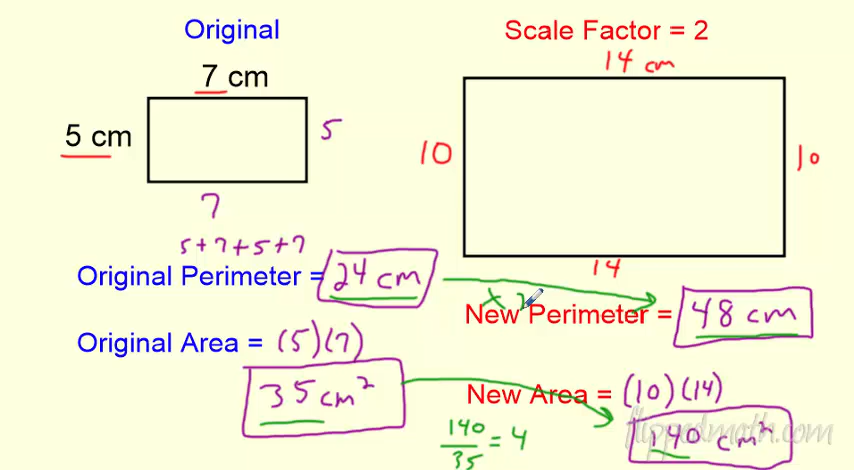 Original
Scale Factor = 2
7 cm
14 cm
5 cm
5
10
10
7
14
5+7+5+7
Original Perimeter = 24 cm
x 2
New Perimeter = 48 cm
Original Area = (5)(7)
35 cm²
New Area = (10)(14)
140 cm²
140/35 = 4
flippedmath.com